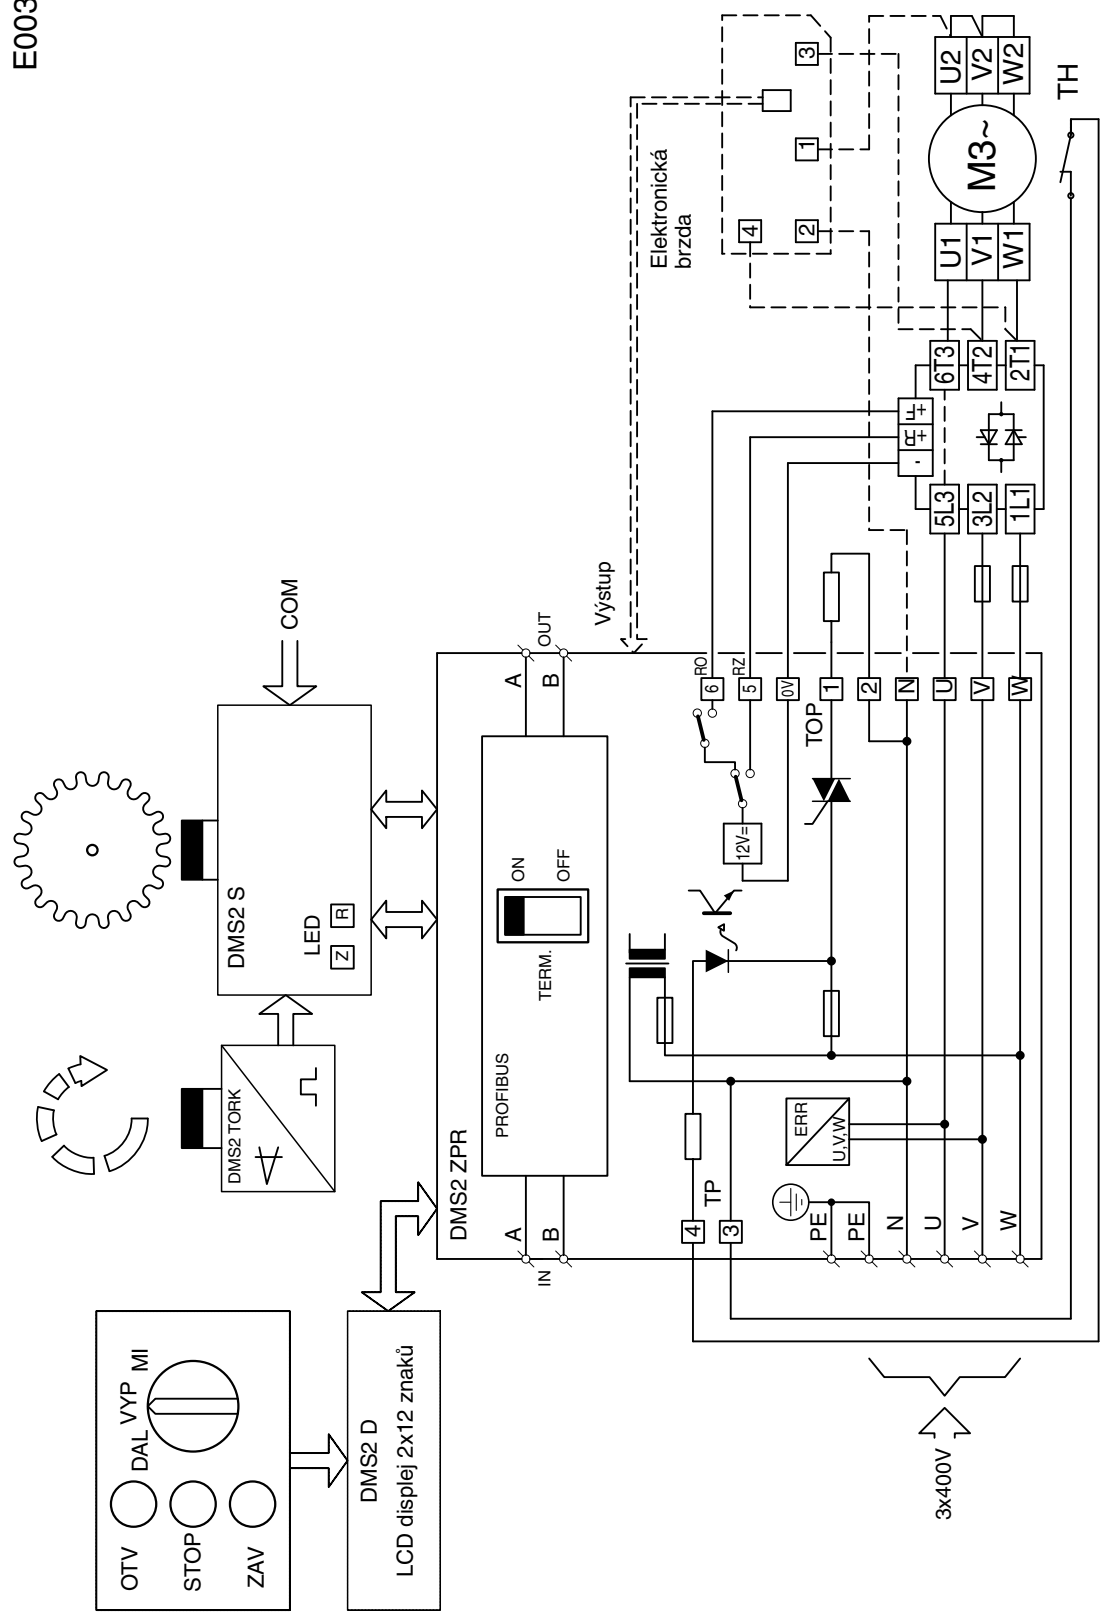 E003
OTV
STOP
ZAV
DAL
VYP
MI
DMS2 D
LCD displej 2x12 znaků
DMS2 TORK
DMS2 S
LED
Z
R
COM
DMS2 ZPR
PROFIBUS
TERM.
ON
OFF
A
B
IN
A
B
OUT
Výstup
Elektronická
brzda
4
3
TP
ERR
U,V,W
12V=
RO
6
RZ
5
0V
TOP
1
2
N
U
V
W
PE
PE
N
U
V
W
3x400V
-
R+
F+
5L3
3L2
1L1
6T3
4T2
2T1
4
2
1
3
U1
V1
W1
M3~
U2
V2
W2
TH